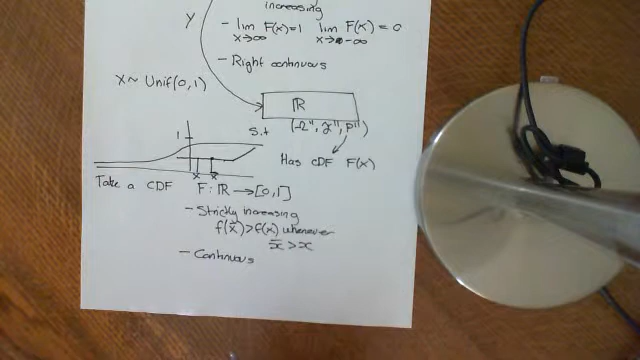 increasing
Y
- lim F(x)=1 lim F(x)=0
x→∞ x→-∞
- Right continuous
X~ Unif(0,1)
ℝ
1
s.t
(Ω", 𝓕", P")
Has CDF F(x)
x x
Take a CDF F: ℝ → [0,1]
- Strictly increasing
f(x̄)>f(x) whenever
x̄ > x
- Continuous